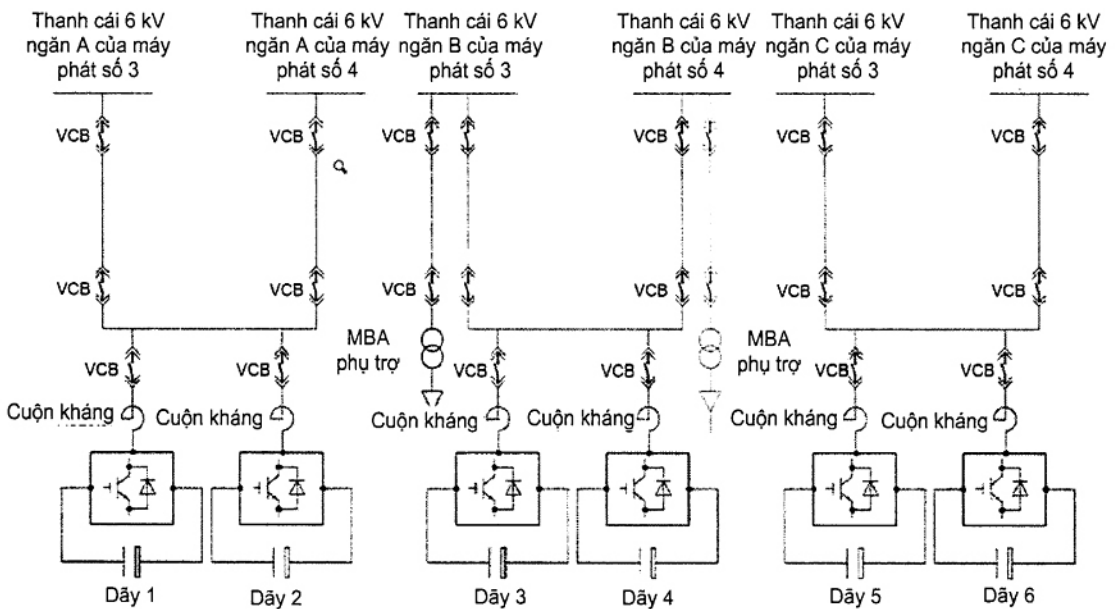 Thanh cái 6 kV
ngăn A của máy
phát số 3
Thanh cái 6 kV
ngăn A của máy
phát số 4
Thanh cái 6 kV
ngăn B của máy
phát số 3
Thanh cái 6 kV
ngăn B của máy
phát số 4
Thanh cái 6 kV
ngăn C của máy
phát số 3
Thanh cái 6 kV
ngăn C của máy
phát số 4
VCB
VCB
VCB
VCB
VCB
VCB
VCB
VCB
VCB
VCB
VCB
VCB
MBA
phụ trợ
MBA
phụ trợ
VCB
VCB
VCB
VCB
VCB
VCB
Cuộn kháng
Cuộn kháng
Cuộn kháng
Cuộn kháng
Cuộn kháng
Cuộn kháng
Dãy 1
Dãy 2
Dãy 3
Dãy 4
Dãy 5
Dãy 6